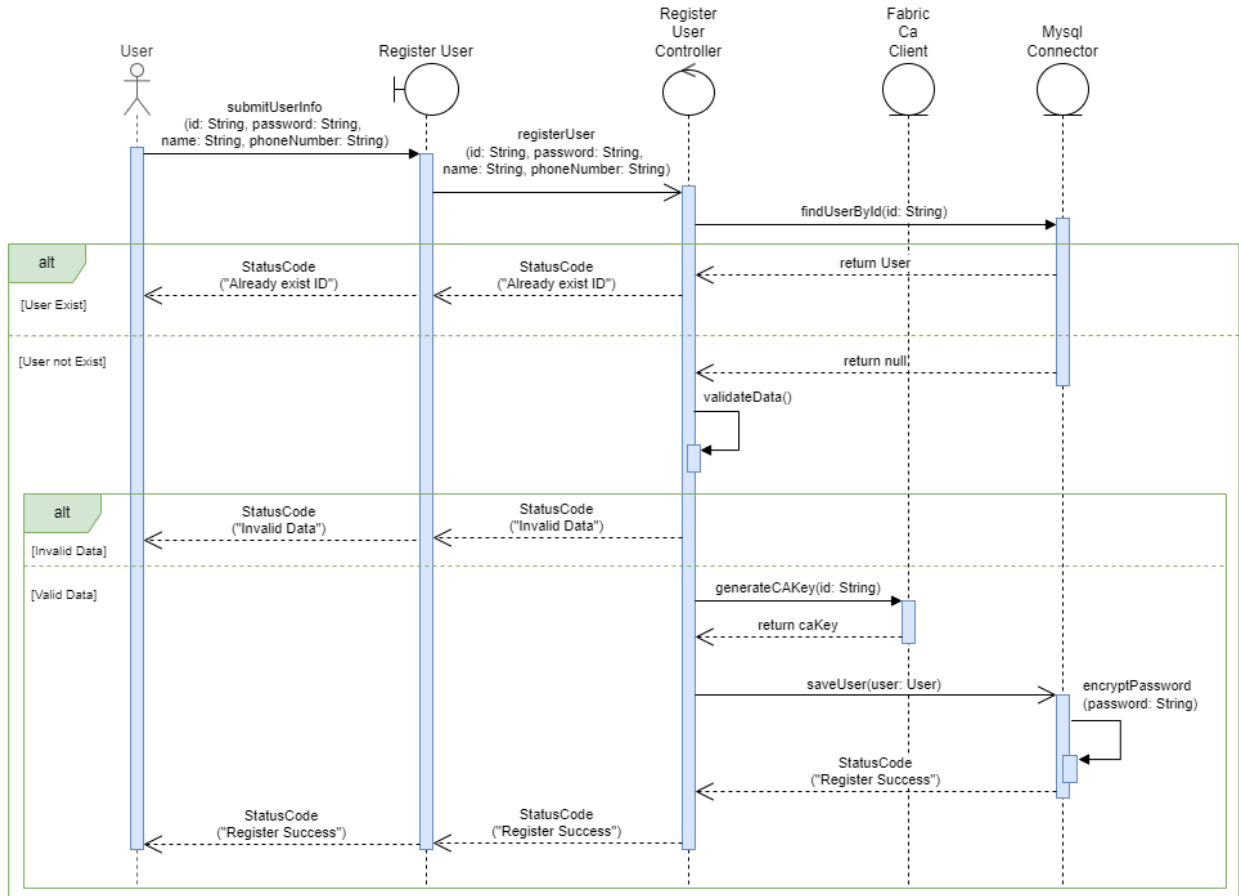 User
Register User
Register
User
Controller
Fabric
Ca
Client
Mysql
Connector
submitUserInfo
(id: String, password: String,
name: String, phoneNumber: String)
registerUser
(id: String, password: String,
name: String, phoneNumber: String)
findUserById(id: String)
alt
[User Exist]
return User
StatusCode
("Already exist ID")
StatusCode
("Already exist ID")
[User not Exist]
return null
validateData()
alt
[Invalid Data]
StatusCode
("Invalid Data")
StatusCode
("Invalid Data")
[Valid Data]
generateCAKey(id: String)
return caKey
saveUser(user: User)
encryptPassword
(password: String)
StatusCode
("Register Success")
StatusCode
("Register Success")
StatusCode
("Register Success")